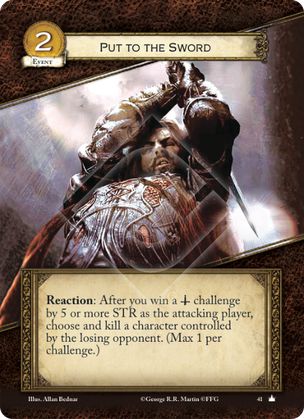 2
Event
Put to the Sword
Reaction: After you win a challenge
by 5 or more STR as the attacking player,
choose and kill a character controlled
by the losing opponent. (Max 1 per
challenge.)
Illus. Allan Bednar ©George R.R. Martin ©FFG 41